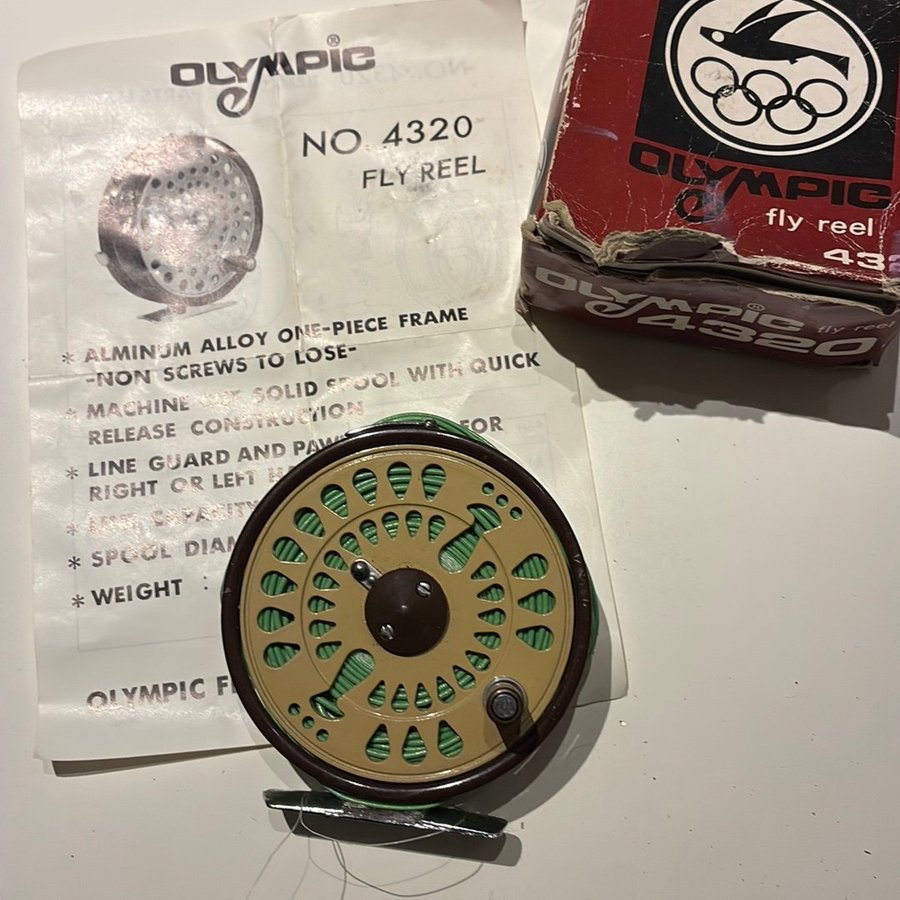 OLYMPIC®
NO. 4320
FLY REEL
* ALMINUM ALLOY ONE-PIECE FRAME
-NON SCREWS TO LOSE-
* MACHINE SOLID SPOOL WITH QUICK
RELEASE CONSTRUCTION
* LINE GUARD AND FOR
RIGHT OR LEFT
* LINE CAPACITY
* SPOOL
* WEIGHT :
OLYMPIC
OLYMPIC
fly reel
OLYMPIC® fly reel
4320